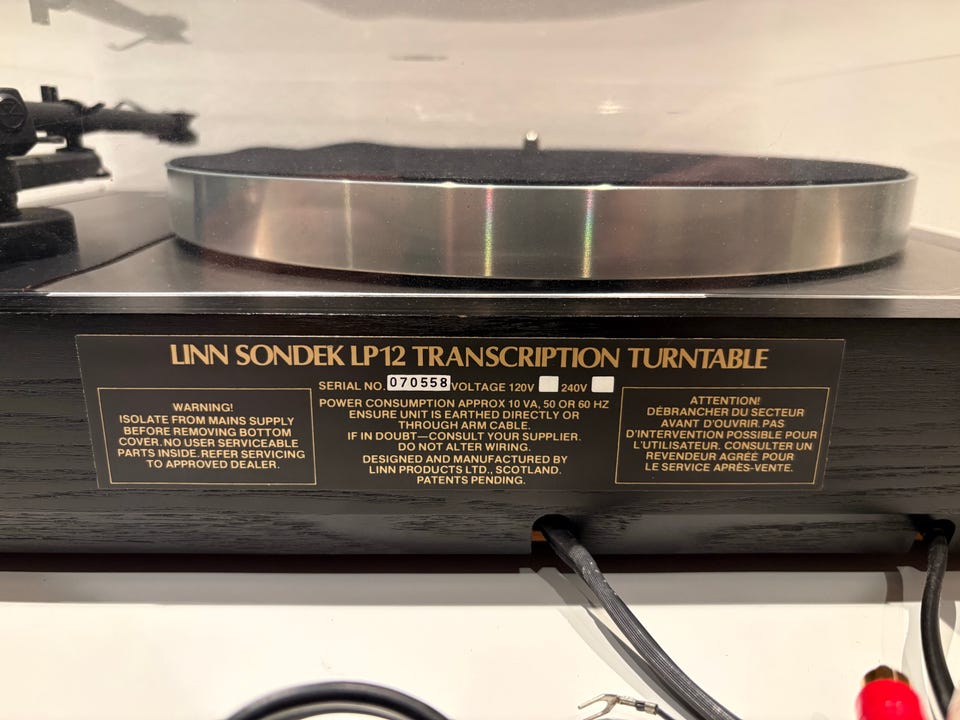 LINN SONDEK LP12 TRANSCRIPTION TURNTABLE
SERIAL NO. 070558 VOLTAGE 120V 240V
WARNING!
ISOLATE FROM MAINS SUPPLY
BEFORE REMOVING BOTTOM
COVER. NO USER SERVICEABLE
PARTS INSIDE. REFER SERVICING
TO APPROVED DEALER.
POWER CONSUMPTION APPROX 10 VA, 50 OR 60 HZ
ENSURE UNIT IS EARTHED DIRECTLY OR
THROUGH ARM CABLE.
IF IN DOUBT—CONSULT YOUR SUPPLIER.
DO NOT ALTER WIRING.
DESIGNED AND MANUFACTURED BY
LINN PRODUCTS LTD., SCOTLAND.
PATENTS PENDING.
ATTENTION!
DÉBRANCHER DU SECTEUR
AVANT D'OUVRIR. PAS
D'INTERVENTION POSSIBLE POUR
L'UTILISATEUR. CONSULTER UN
REVENDEUR AGRÉÉ POUR
LE SERVICE APRÈS-VENTE.